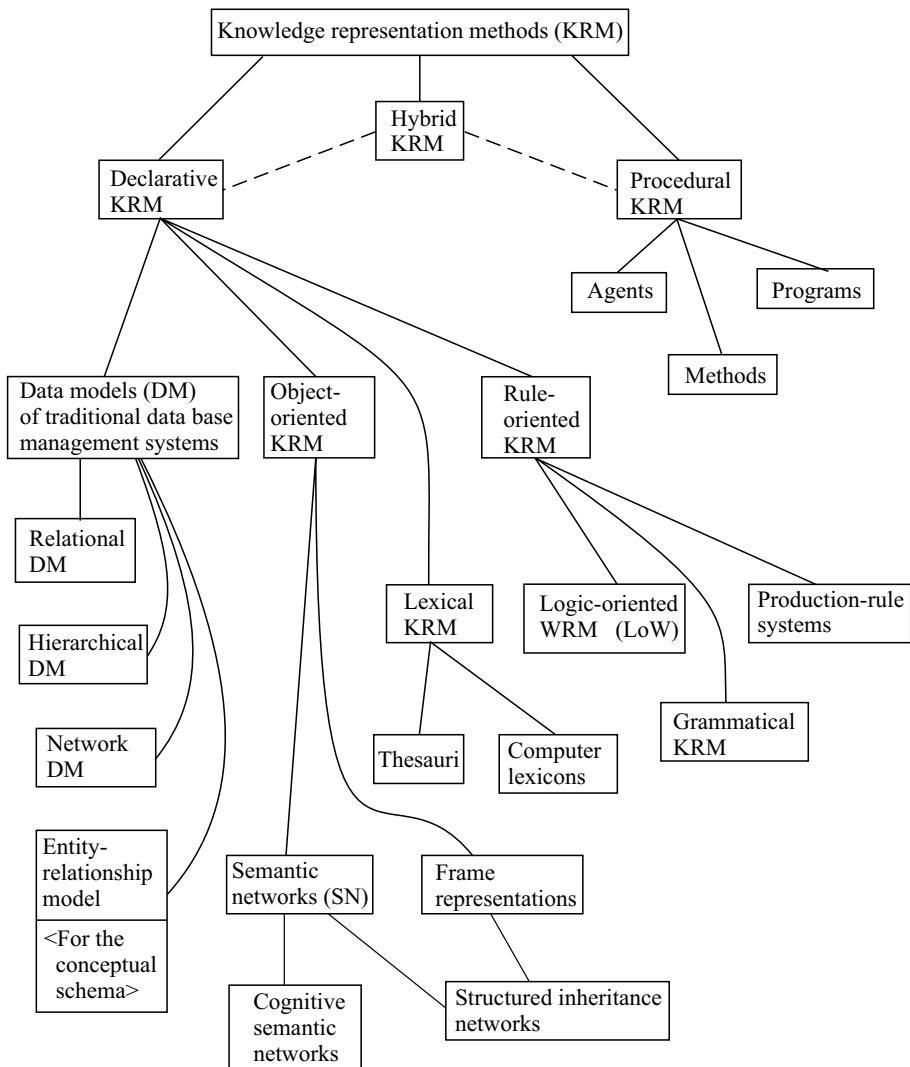 Knowledge representation methods (KRM)
Hybrid
KRM
Declarative
KRM
Procedural
KRM
Agents
Programs
Methods
Data models (DM)
of traditional data base
management systems
Object-
oriented
KRM
Rule-
oriented
KRM
Relational
DM
Hierarchical
DM
Network
DM
Entity-
relationship
model
<For the
conceptual
schema>
Lexical
KRM
Logic-oriented
WRM (LoW)
Production-rule
systems
Grammatical
KRM
Thesauri
Computer
lexicons
Semantic
networks (SN)
Frame
representations
Cognitive
semantic
networks
Structured inheritance
networks